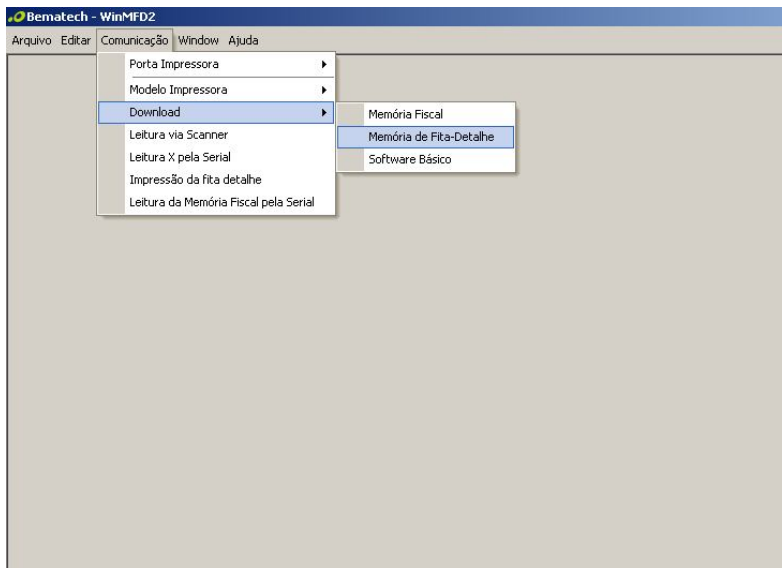 Bematech - WinMFD2
Arquivo Editar Comunicação Window Ajuda
Porta Impressora
Modelo Impressora
Download
Leitura via Scanner
Leitura X pela Serial
Impressão da fita detalhe
Leitura da Memória Fiscal pela Serial
Memória Fiscal
Memória de Fita-Detalhe
Software Básico